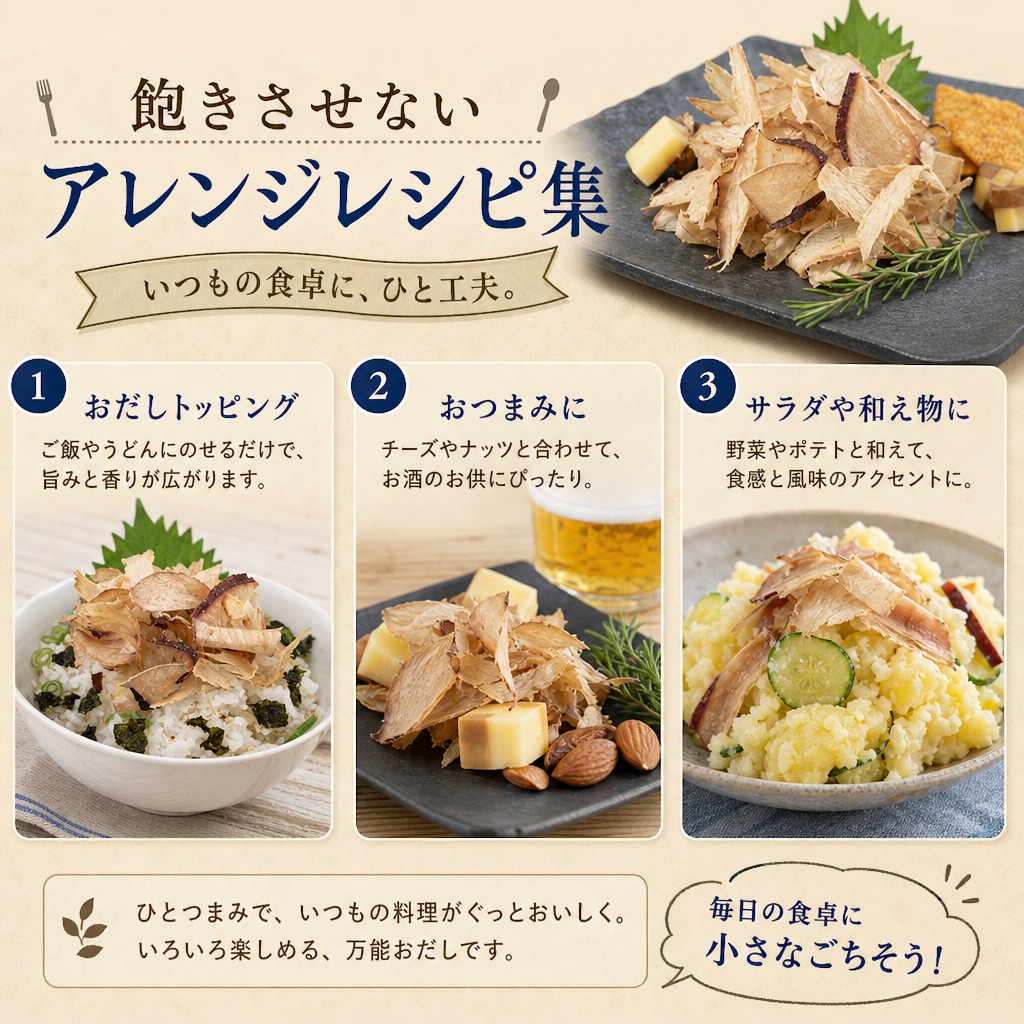 飽きさせない
アレンジレシピ集
いつもの食卓に、ひと工夫。
1
おだしトッピング
ご飯やうどんにのせるだけで、
旨みと香りが広がります。
2
おつまみに
チーズやナッツと合わせて、
お酒のお供にぴったり。
3
サラダや和え物に
野菜やポテトと和えて、
食感と風味のアクセントに。
ひとつまみで、いつもの料理がぐっとおいしく。
いろいろ楽しめる、万能おだしです。
毎日の食卓に
小さなごちそう！